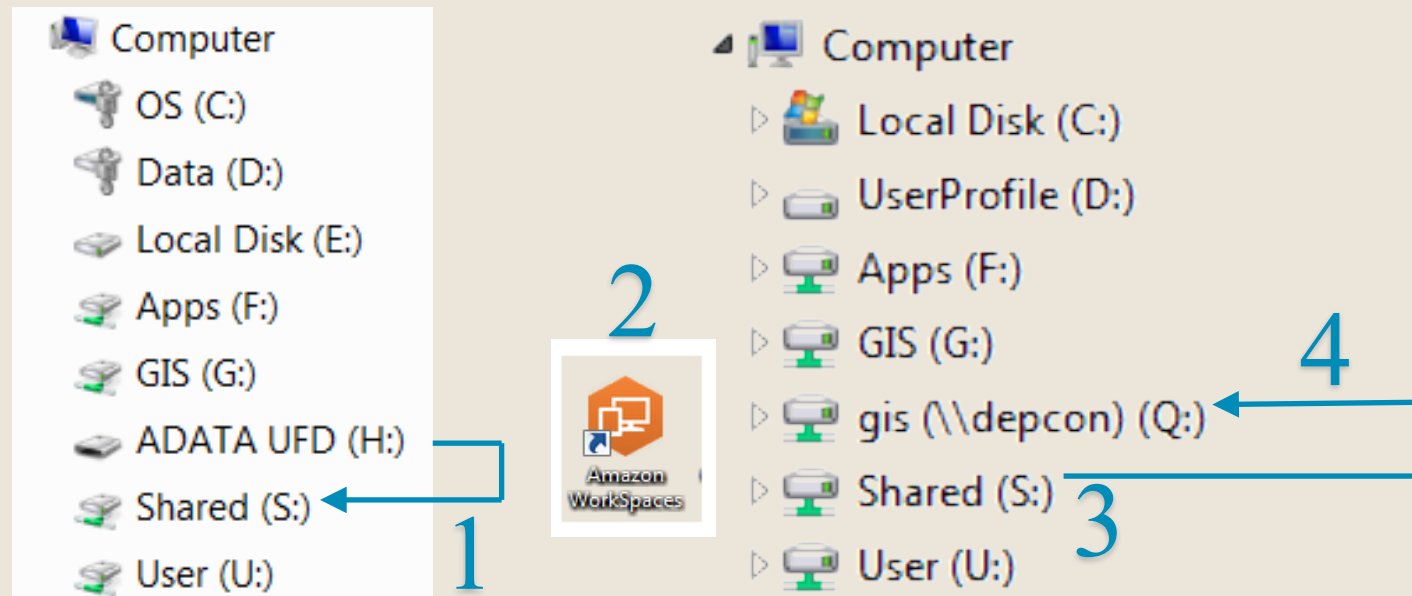 Computer
OS (C:)
Data (D:)
Local Disk (E:)
Apps (F:)
GIS (G:)
ADATA UFD (H:)
Shared (S:)
User (U:)
1
2
Amazon
WorkSpaces
Computer
Local Disk (C:)
UserProfile (D:)
Apps (F:)
GIS (G:)
gis (\\depcon) (Q:)
Shared (S:)
User (U:)
3
4